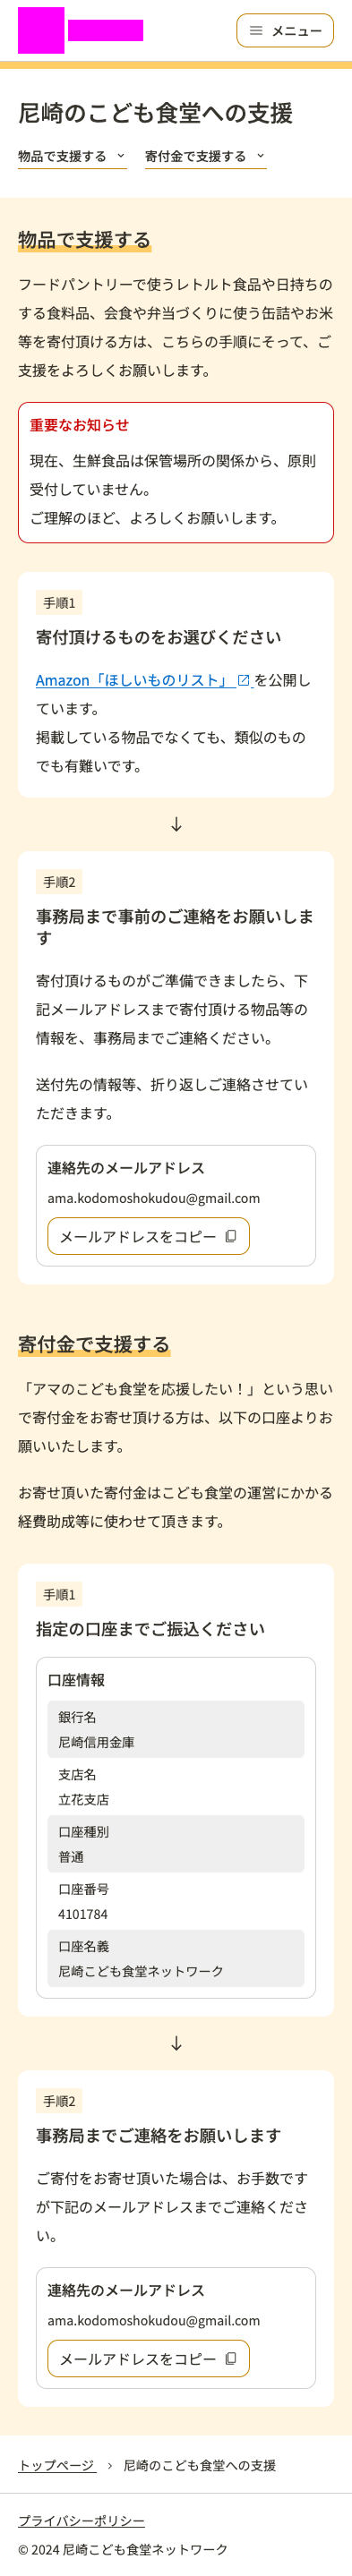 メニュー
尼崎のこども食堂への支援
物品で支援する
寄付金で支援する
物品で支援する
フードパントリーで使うレトルト食品や日持ちの
する食料品、会食や弁当づくりに使う缶詰やお米
等を寄付頂ける方は、こちらの手順にそって、ご
支援をよろしくお願いします。
重要なお知らせ
現在、生鮮食品は保管場所の関係から、原則
受付していません。
ご理解のほど、よろしくお願いします。
手順1
寄付頂けるものをお選びください
Amazon「ほしいものリスト」を公開し
ています。
掲載している物品でなくても、類似のもの
でも有難いです。
手順2
事務局まで事前のご連絡をお願いしま
す
寄付頂けるものがご準備できましたら、下
記メールアドレスまで寄付頂ける物品等の
情報を、事務局までご連絡ください。
送付先の情報等、折り返しご連絡させてい
ただきます。
連絡先のメールアドレス
ama.kodomoshokudou@gmail.com
メールアドレスをコピー
寄付金で支援する
「アマのこども食堂を応援したい！」という思い
で寄付金をお寄せ頂ける方は、以下の口座よりお
願いいたします。
お寄せ頂いた寄付金はこども食堂の運営にかかる
経費助成等に使わせて頂きます。
手順1
指定の口座までご振込ください
口座情報
銀行名
尼崎信用金庫
支店名
立花支店
口座種別
普通
口座番号
4101784
口座名義
尼崎こども食堂ネットワーク
手順2
事務局までご連絡をお願いします
ご寄付をお寄せ頂いた場合は、お手数です
が下記のメールアドレスまでご連絡くださ
い。
連絡先のメールアドレス
ama.kodomoshokudou@gmail.com
メールアドレスをコピー
トップページ › 尼崎のこども食堂への支援
プライバシーポリシー
© 2024 尼崎こども食堂ネットワーク